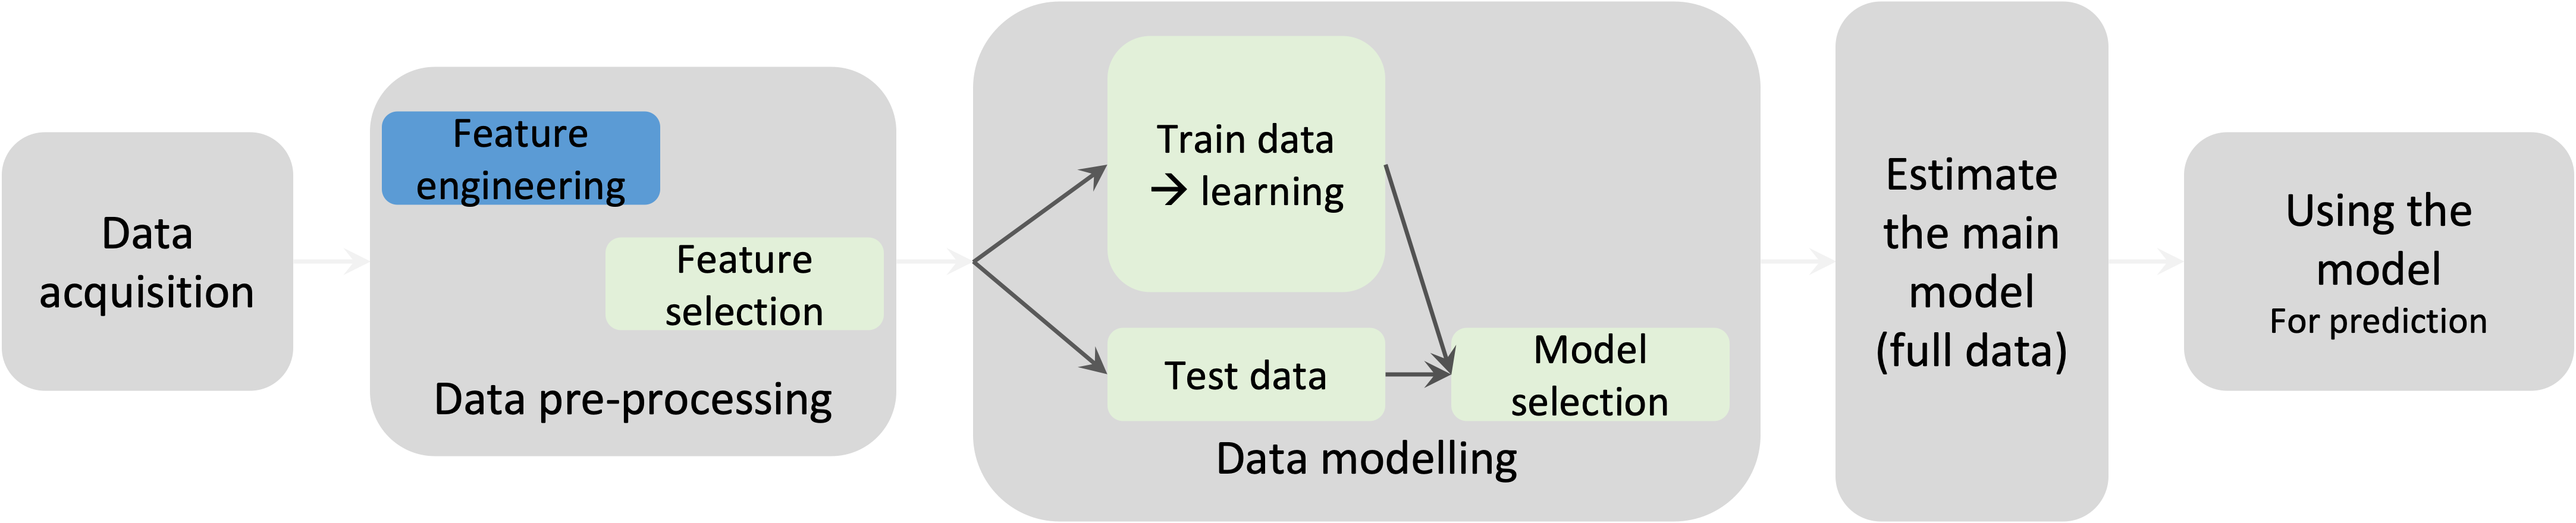 Data
acquisition
Feature
engineering
Feature
selection
Data pre-processing
Train data
→ learning
Test data
Model
selection
Data modelling
Estimate
the main
model
(full data)
Using the
model
For prediction